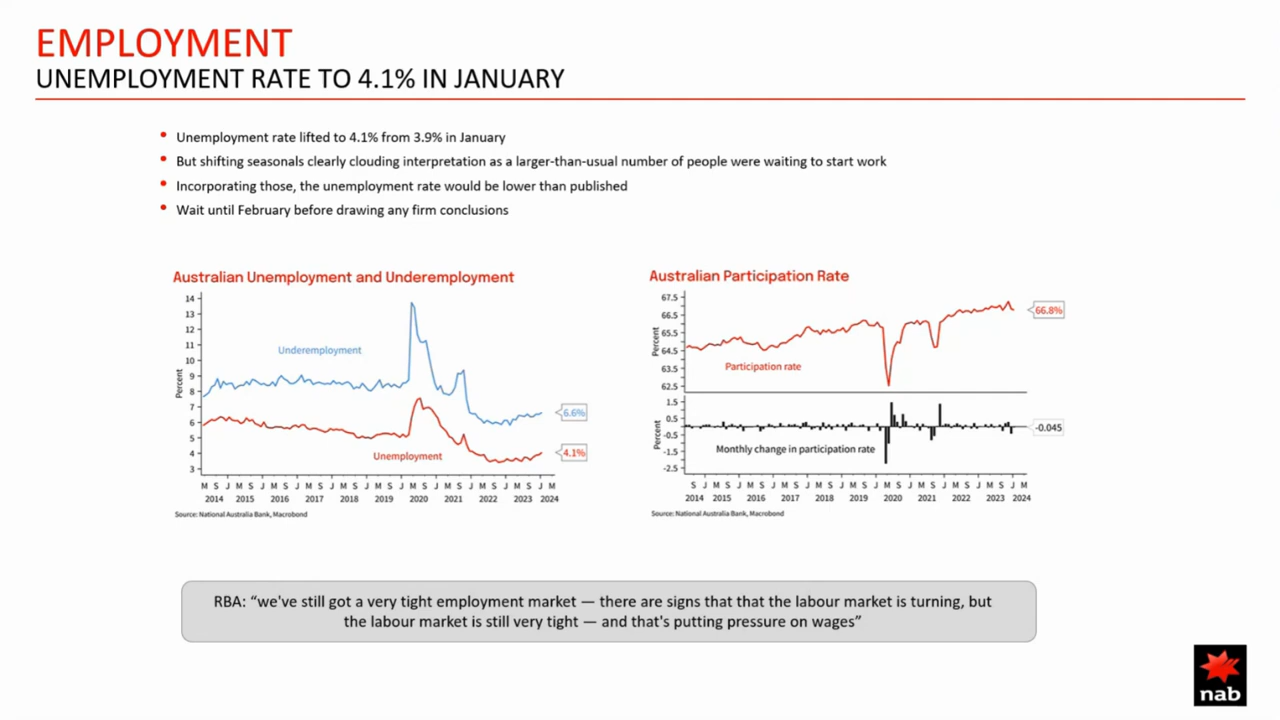 EMPLOYMENT
UNEMPLOYMENT RATE TO 4.1% IN JANUARY
• Unemployment rate lifted to 4.1% from 3.9% in January
• But shifting seasonals clearly clouding interpretation as a larger-than-usual number of people were waiting to start work
• Incorporating those, the unemployment rate would be lower than published
• Wait until February before drawing any firm conclusions
Australian Unemployment and Underemployment
Percent
14
13
12
11
10
9
8
7
6
5
4
3
Underemployment
Unemployment
6.6%
4.1%
M S J M S J M S J M S J M S J M S J M S J M S J M S J M S J M
2014 2015 2016 2017 2018 2019 2020 2021 2022 2023 2024
Source: National Australia Bank, Macrobond
Australian Participation Rate
Percent
67.5
66.5
65.5
64.5
63.5
62.5
Participation rate
66.8%
Percent
1.5
0.5
-0.5
-1.5
-2.5
Monthly change in participation rate
-0.045
S J M S J M S J M S J M S J M S J M S J M S J M S J M S J M
2014 2015 2016 2017 2018 2019 2020 2021 2022 2023 2024
Source: National Australia Bank, Macrobond
RBA: “we've still got a very tight employment market — there are signs that that the labour market is turning, but
the labour market is still very tight — and that's putting pressure on wages”
nab